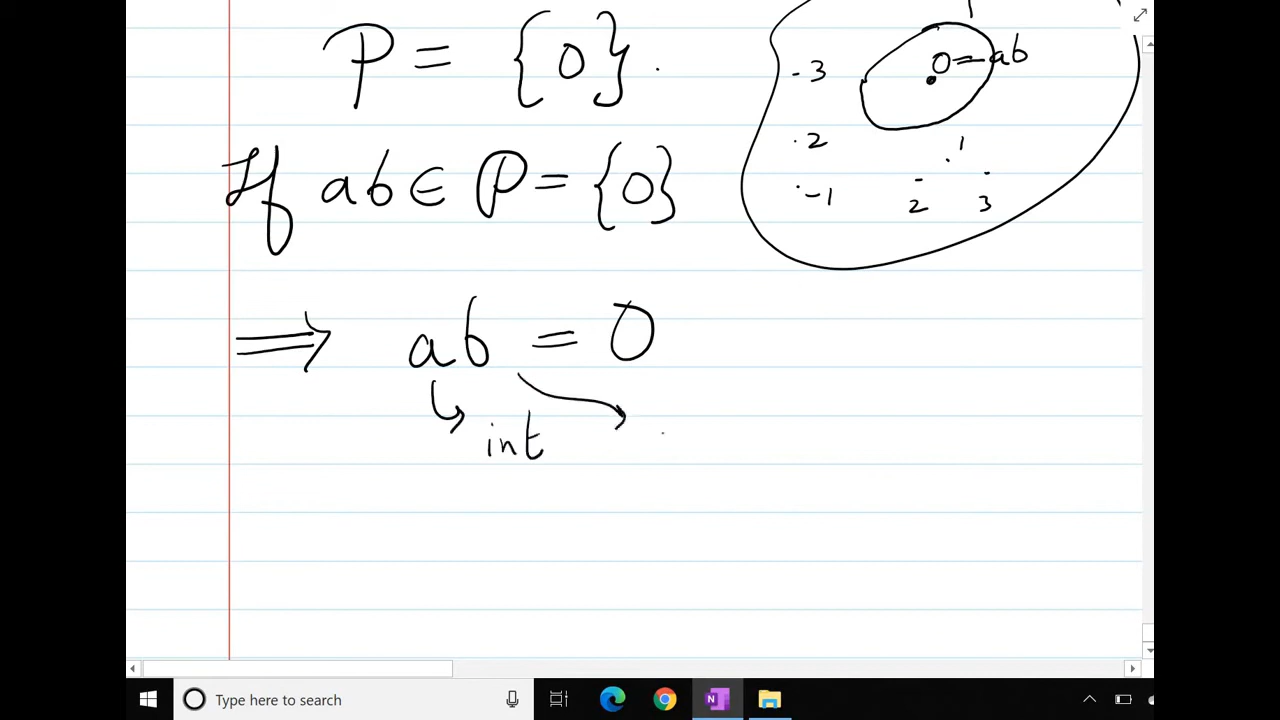 P = {0}.
If ab ∈ P = {0}
⟹ ab = 0
int
0 = ab
-3
·2
·-1
1
2
3
Type here to search